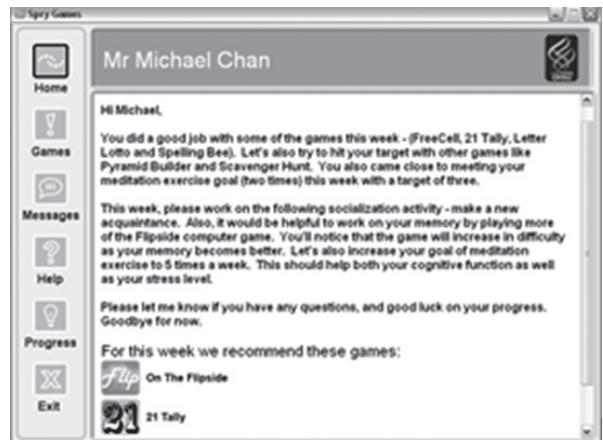 Spry Games
Home
Games
Messages
Help
Progress
Exit
Mr Michael Chan
Hi Michael,
You did a good job with some of the games this week - (FreeCell, 21 Tally, Letter
Lotto and Spelling Bee). Let's also try to hit your target with other games like
Pyramid Builder and Scavenger Hunt. You also came close to meeting your
meditation exercise goal (two times) this week with a target of three.
This week, please work on the following socialization activity - make a new
acquaintance. Also, it would be helpful to work on your memory by playing more
of the Flipside computer game. You'll notice that the game will increase in difficulty
as your memory becomes better. Let's also increase your goal of meditation
exercise to 5 times a week. This should help both your cognitive function as well
as your stress level.
Please let me know if you have any questions, and good luck on your progress.
Goodbye for now.
For this week we recommend these games:
Flip On The Flipside
21 21 Tally